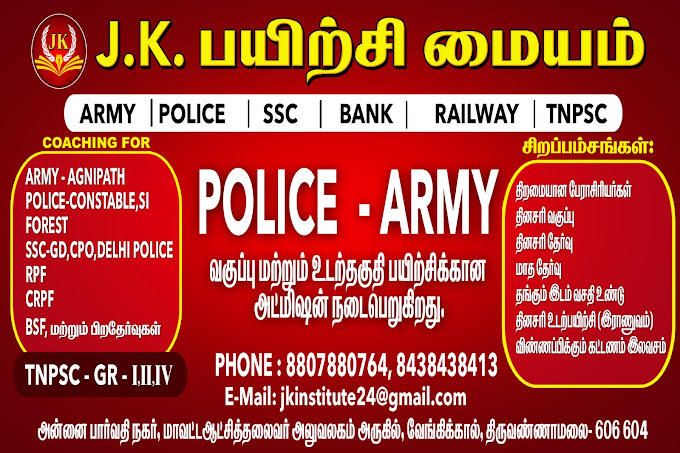 JK
J.K. பயிற்சி மையம்
ARMY | POLICE | SSC | BANK | RAILWAY | TNPSC
COACHING FOR
ARMY - AGNIPATH
POLICE-CONSTABLE,SI
FOREST
SSC-GD,CPO,DELHI POLICE
RPF
CRPF
BSF, மற்றும் பிறதேர்வுகள்
TNPSC - GR - I,II,IV
POLICE - ARMY
வகுப்பு மற்றும் உடற்தகுதி பயிற்சிக்கான
அட்மிஷன் நடைபெறுகிறது.
PHONE : 8807880764, 8438438413
E-Mail: jkinstitute24@gmail.com
சிறப்பம்சங்கள்:
திறமையான பேராசிரியர்கள்
தினசரி வகுப்பு
தினசரி தேர்வு
மாத தேர்வு
தங்கும் இடம் வசதி உண்டு
தினசரி உடற்பயிற்சி (இராணுவம்)
விண்ணப்பிக்கும் கட்டணம் இலவசம்
அன்னை பார்வதி நகர், மாவட்டஆட்சித்தலைவர் அலுவலகம் அருகில், வேங்கிக்கால், திருவண்ணாமலை- 606 604